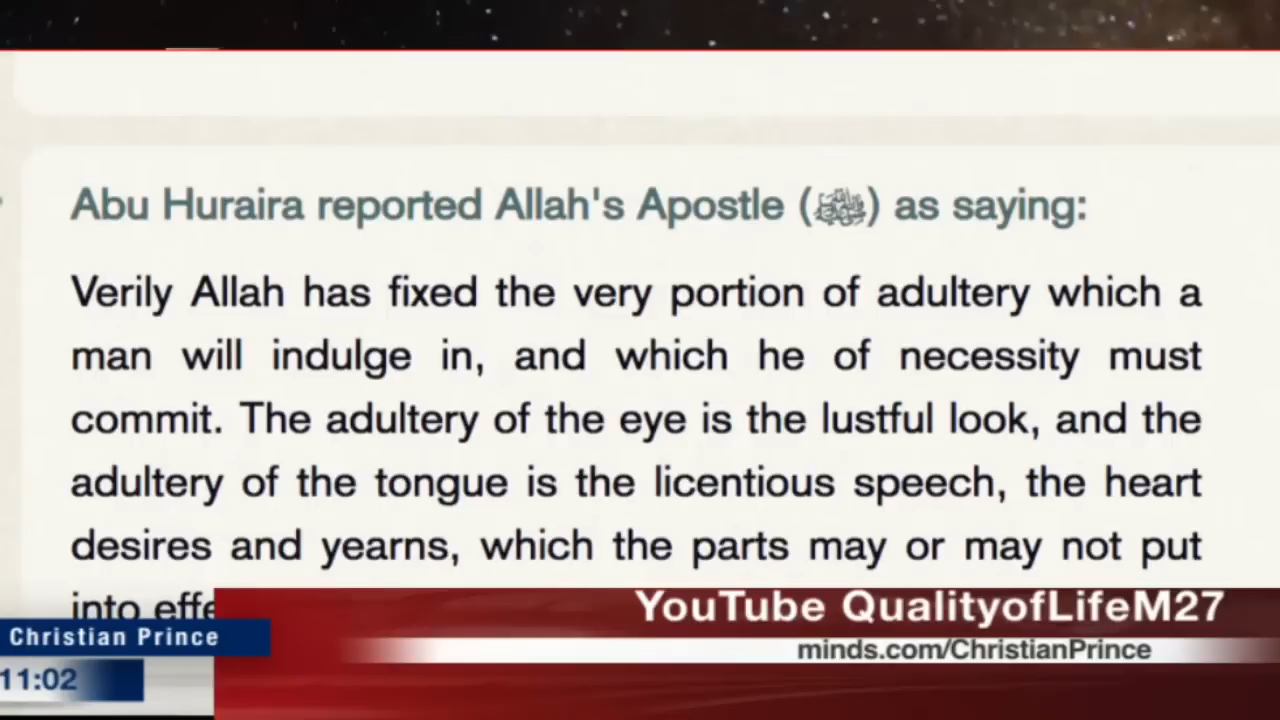 Abu Huraira reported Allah's Apostle (ﷺ) as saying:
Verily Allah has fixed the very portion of adultery which a
man will indulge in, and which he of necessity must
commit. The adultery of the eye is the lustful look, and the
adultery of the tongue is the licentious speech, the heart
desires and yearns, which the parts may or may not put
into effe
YouTube QualityofLifeM27
Christian Prince
minds.com/ChristianPrince
11:02